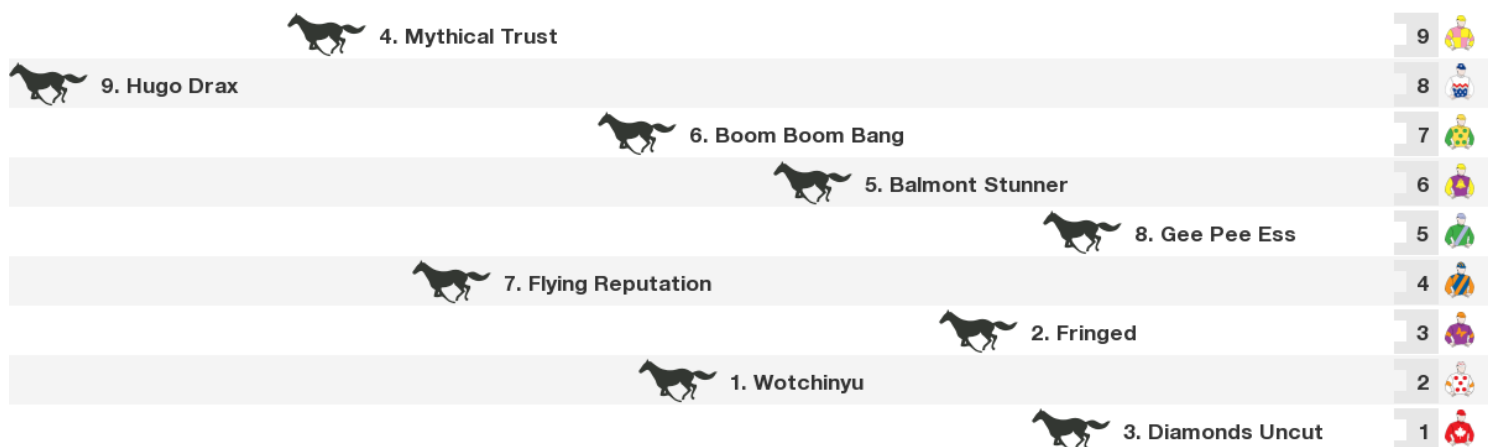 4. Mythical Trust 9
9. Hugo Drax 8
6. Boom Boom Bang 7
5. Balmont Stunner 6
8. Gee Pee Ess 5
7. Flying Reputation 4
2. Fringed 3
1. Wotchinyu 2
3. Diamonds Uncut 1